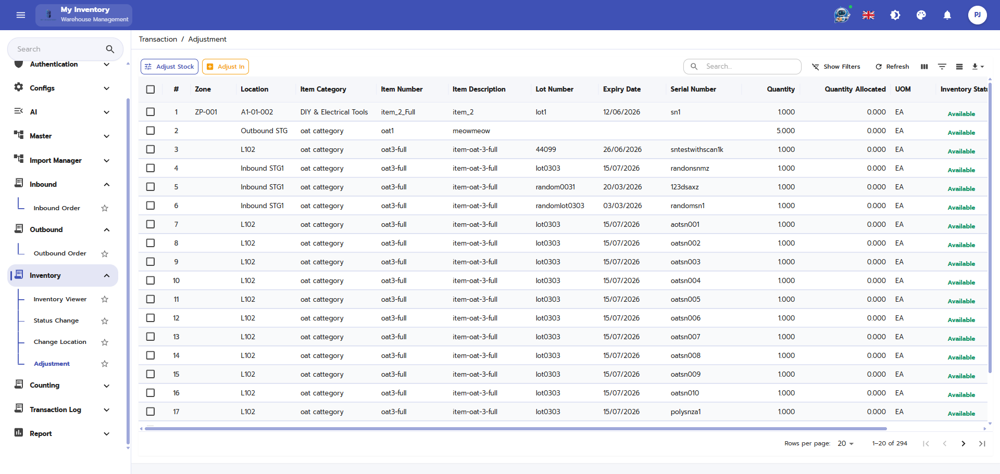 My Inventory
Warehouse Management
PJ
Search
Authentication
Configs
AI
Master
Import Manager
Inbound
Inbound Order
Outbound
Outbound Order
Inventory
Inventory Viewer
Status Change
Change Location
Adjustment
Counting
Transaction Log
Report
Transaction / Adjustment
Adjust Stock Adjust In Search... Show Filters Refresh
# Zone Location Item Category Item Number Item Description Lot Number Expiry Date Serial Number Quantity Quantity Allocated UOM Inventory Statu
1 ZP-001 A1-01-002 DIY & Electrical Tools item_2_Full item_2 lot1 12/06/2026 sn1 1.000 0.000 EA Available
2 Outbound STG oat cattegory oat1 meowmeow 5.000 0.000 EA Available
3 L102 oat cattegory oat3-full item-oat-3-full 44099 26/06/2026 sntestwithscan1k 1.000 0.000 EA Available
4 Inbound STG1 oat cattegory oat3-full item-oat-3-full lot0303 15/07/2026 randonsnmz 1.000 0.000 EA Available
5 Inbound STG1 oat cattegory oat3-full item-oat-3-full random0031 20/03/2026 123dsaxz 1.000 0.000 EA Available
6 Inbound STG1 oat cattegory oat3-full item-oat-3-full randomlot0303 03/03/2026 randomsn1 1.000 0.000 EA Available
7 L102 oat cattegory oat3-full item-oat-3-full lot0303 15/07/2026 aotsn001 1.000 0.000 EA Available
8 L102 oat cattegory oat3-full item-oat-3-full lot0303 15/07/2026 oatsn002 1.000 0.000 EA Available
9 L102 oat cattegory oat3-full item-oat-3-full lot0303 15/07/2026 oatsn003 1.000 0.000 EA Available
10 L102 oat cattegory oat3-full item-oat-3-full lot0303 15/07/2026 oatsn004 1.000 0.000 EA Available
11 L102 oat cattegory oat3-full item-oat-3-full lot0303 15/07/2026 oatsn005 1.000 0.000 EA Available
12 L102 oat cattegory oat3-full item-oat-3-full lot0303 15/07/2026 oatsn006 1.000 0.000 EA Available
13 L102 oat cattegory oat3-full item-oat-3-full lot0303 15/07/2026 oatsn007 1.000 0.000 EA Available
14 L102 oat cattegory oat3-full item-oat-3-full lot0303 15/07/2026 oatsn008 1.000 0.000 EA Available
15 L102 oat cattegory oat3-full item-oat-3-full lot0303 15/07/2026 oatsn009 1.000 0.000 EA Available
16 L102 oat cattegory oat3-full item-oat-3-full lot0303 15/07/2026 oatsn010 1.000 0.000 EA Available
17 L102 oat cattegory oat3-full item-oat-3-full lot0303 15/07/2026 polysnza1 1.000 0.000 EA Available
Rows per page: 20 1–20 of 294